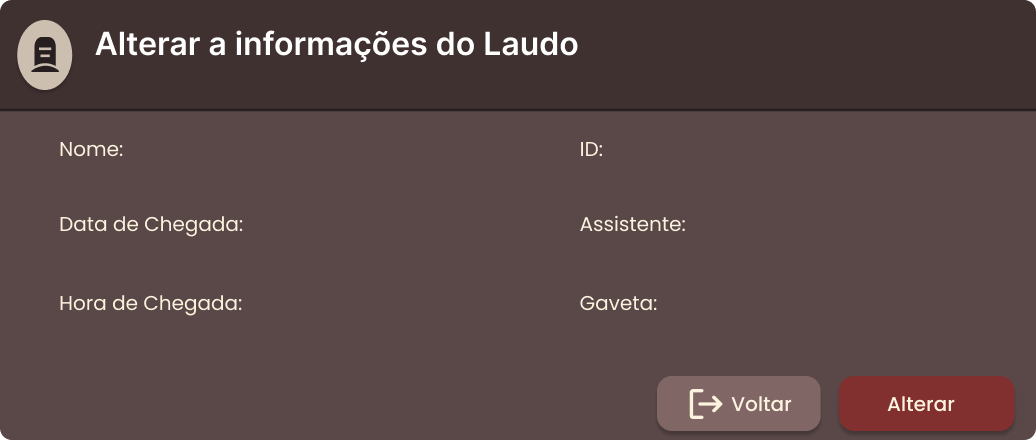 Alterar a informações do Laudo
Nome:
ID:
Data de Chegada:
Assistente:
Hora de Chegada:
Gaveta:
Voltar
Alterar